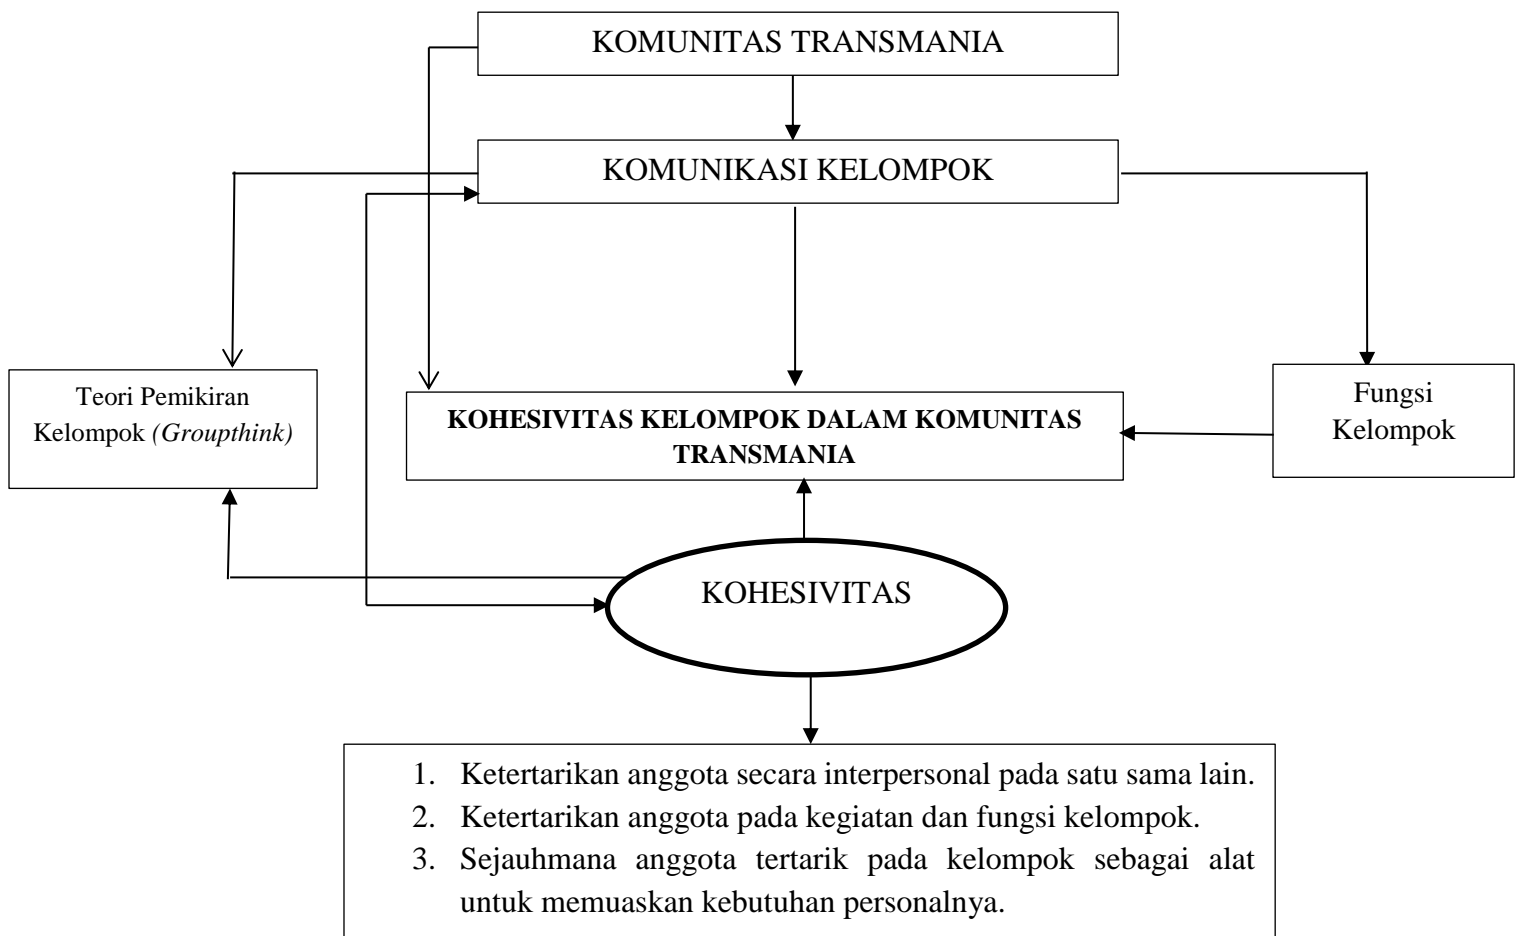 KOMUNITAS TRANSMANIA
KOMUNIKASI KELOMPOK
Teori Pemikiran
Kelompok (Groupthink)
KOHESIVITAS KELOMPOK DALAM KOMUNITAS
TRANSMANIA
Fungsi
Kelompok
KOHESIVITAS
1. Ketertarikan anggota secara interpersonal pada satu sama lain.
2. Ketertarikan anggota pada kegiatan dan fungsi kelompok.
3. Sejauhmana anggota tertarik pada kelompok sebagai alat
untuk memuaskan kebutuhan personalnya.